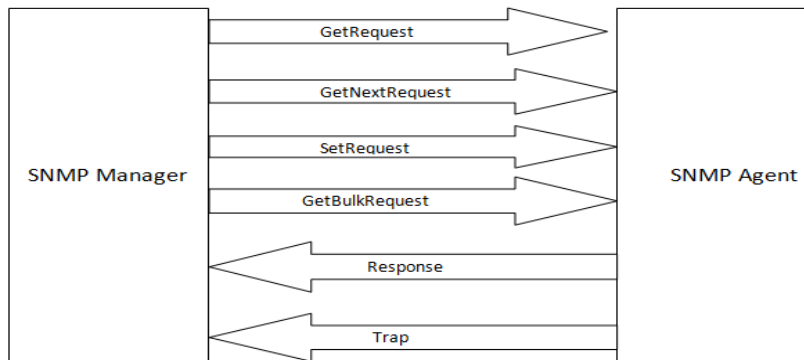 GetRequest
GetNextRequest
SNMP Manager
SetRequest
SNMP Agent
GetBulkRequest
Response
Trap